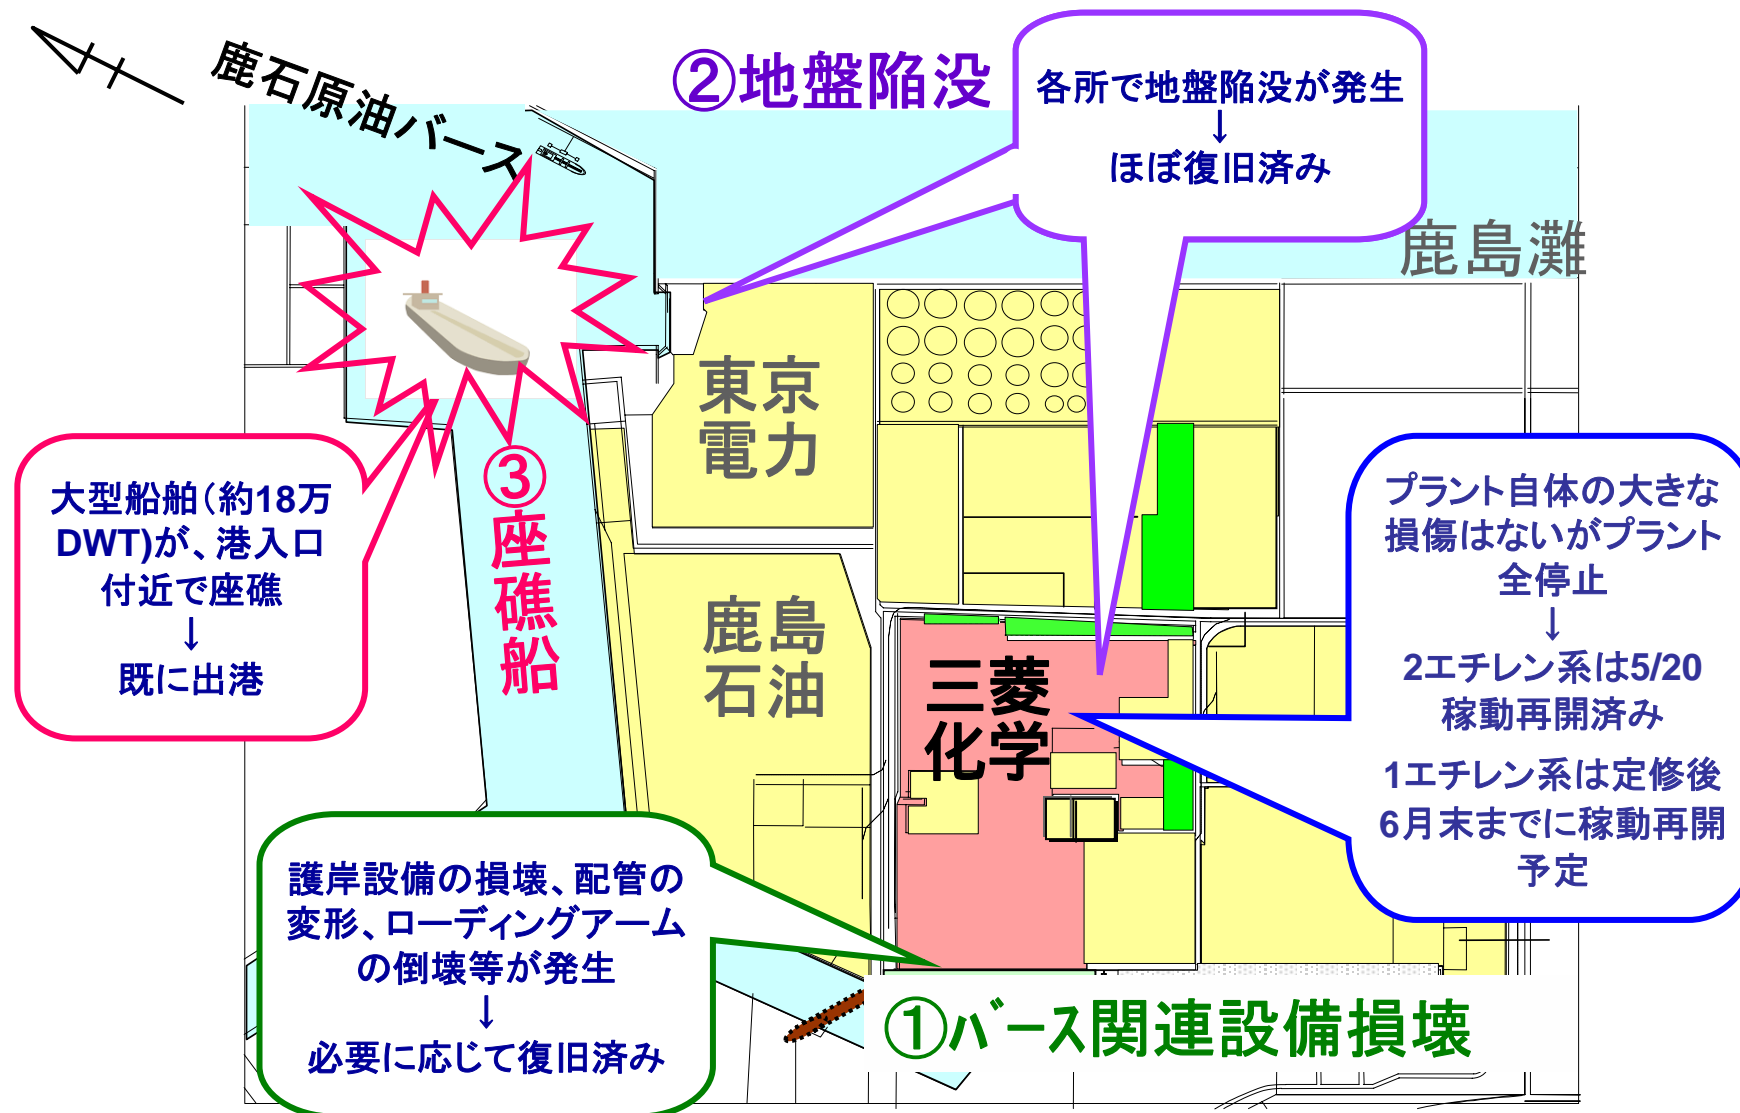 鹿石原油バース
②地盤陥没
各所で地盤陥没が発生
↓
ほぼ復旧済み
鹿島灘
東京
電力
大型船舶（約18万
DWT)が、港入口
付近で座礁
↓
既に出港
③座礁船
プラント自体の大きな
損傷はないがプラント
全停止
↓
2エチレン系は5/20
稼動再開済み
1エチレン系は定修後
6月末までに稼動再開
予定
鹿島
石油
三菱
化学
護岸設備の損壊、配管の
変形、ローディングアーム
の倒壊等が発生
↓
必要に応じて復旧済み
①ﾊﾞｰｽ関連設備損壊